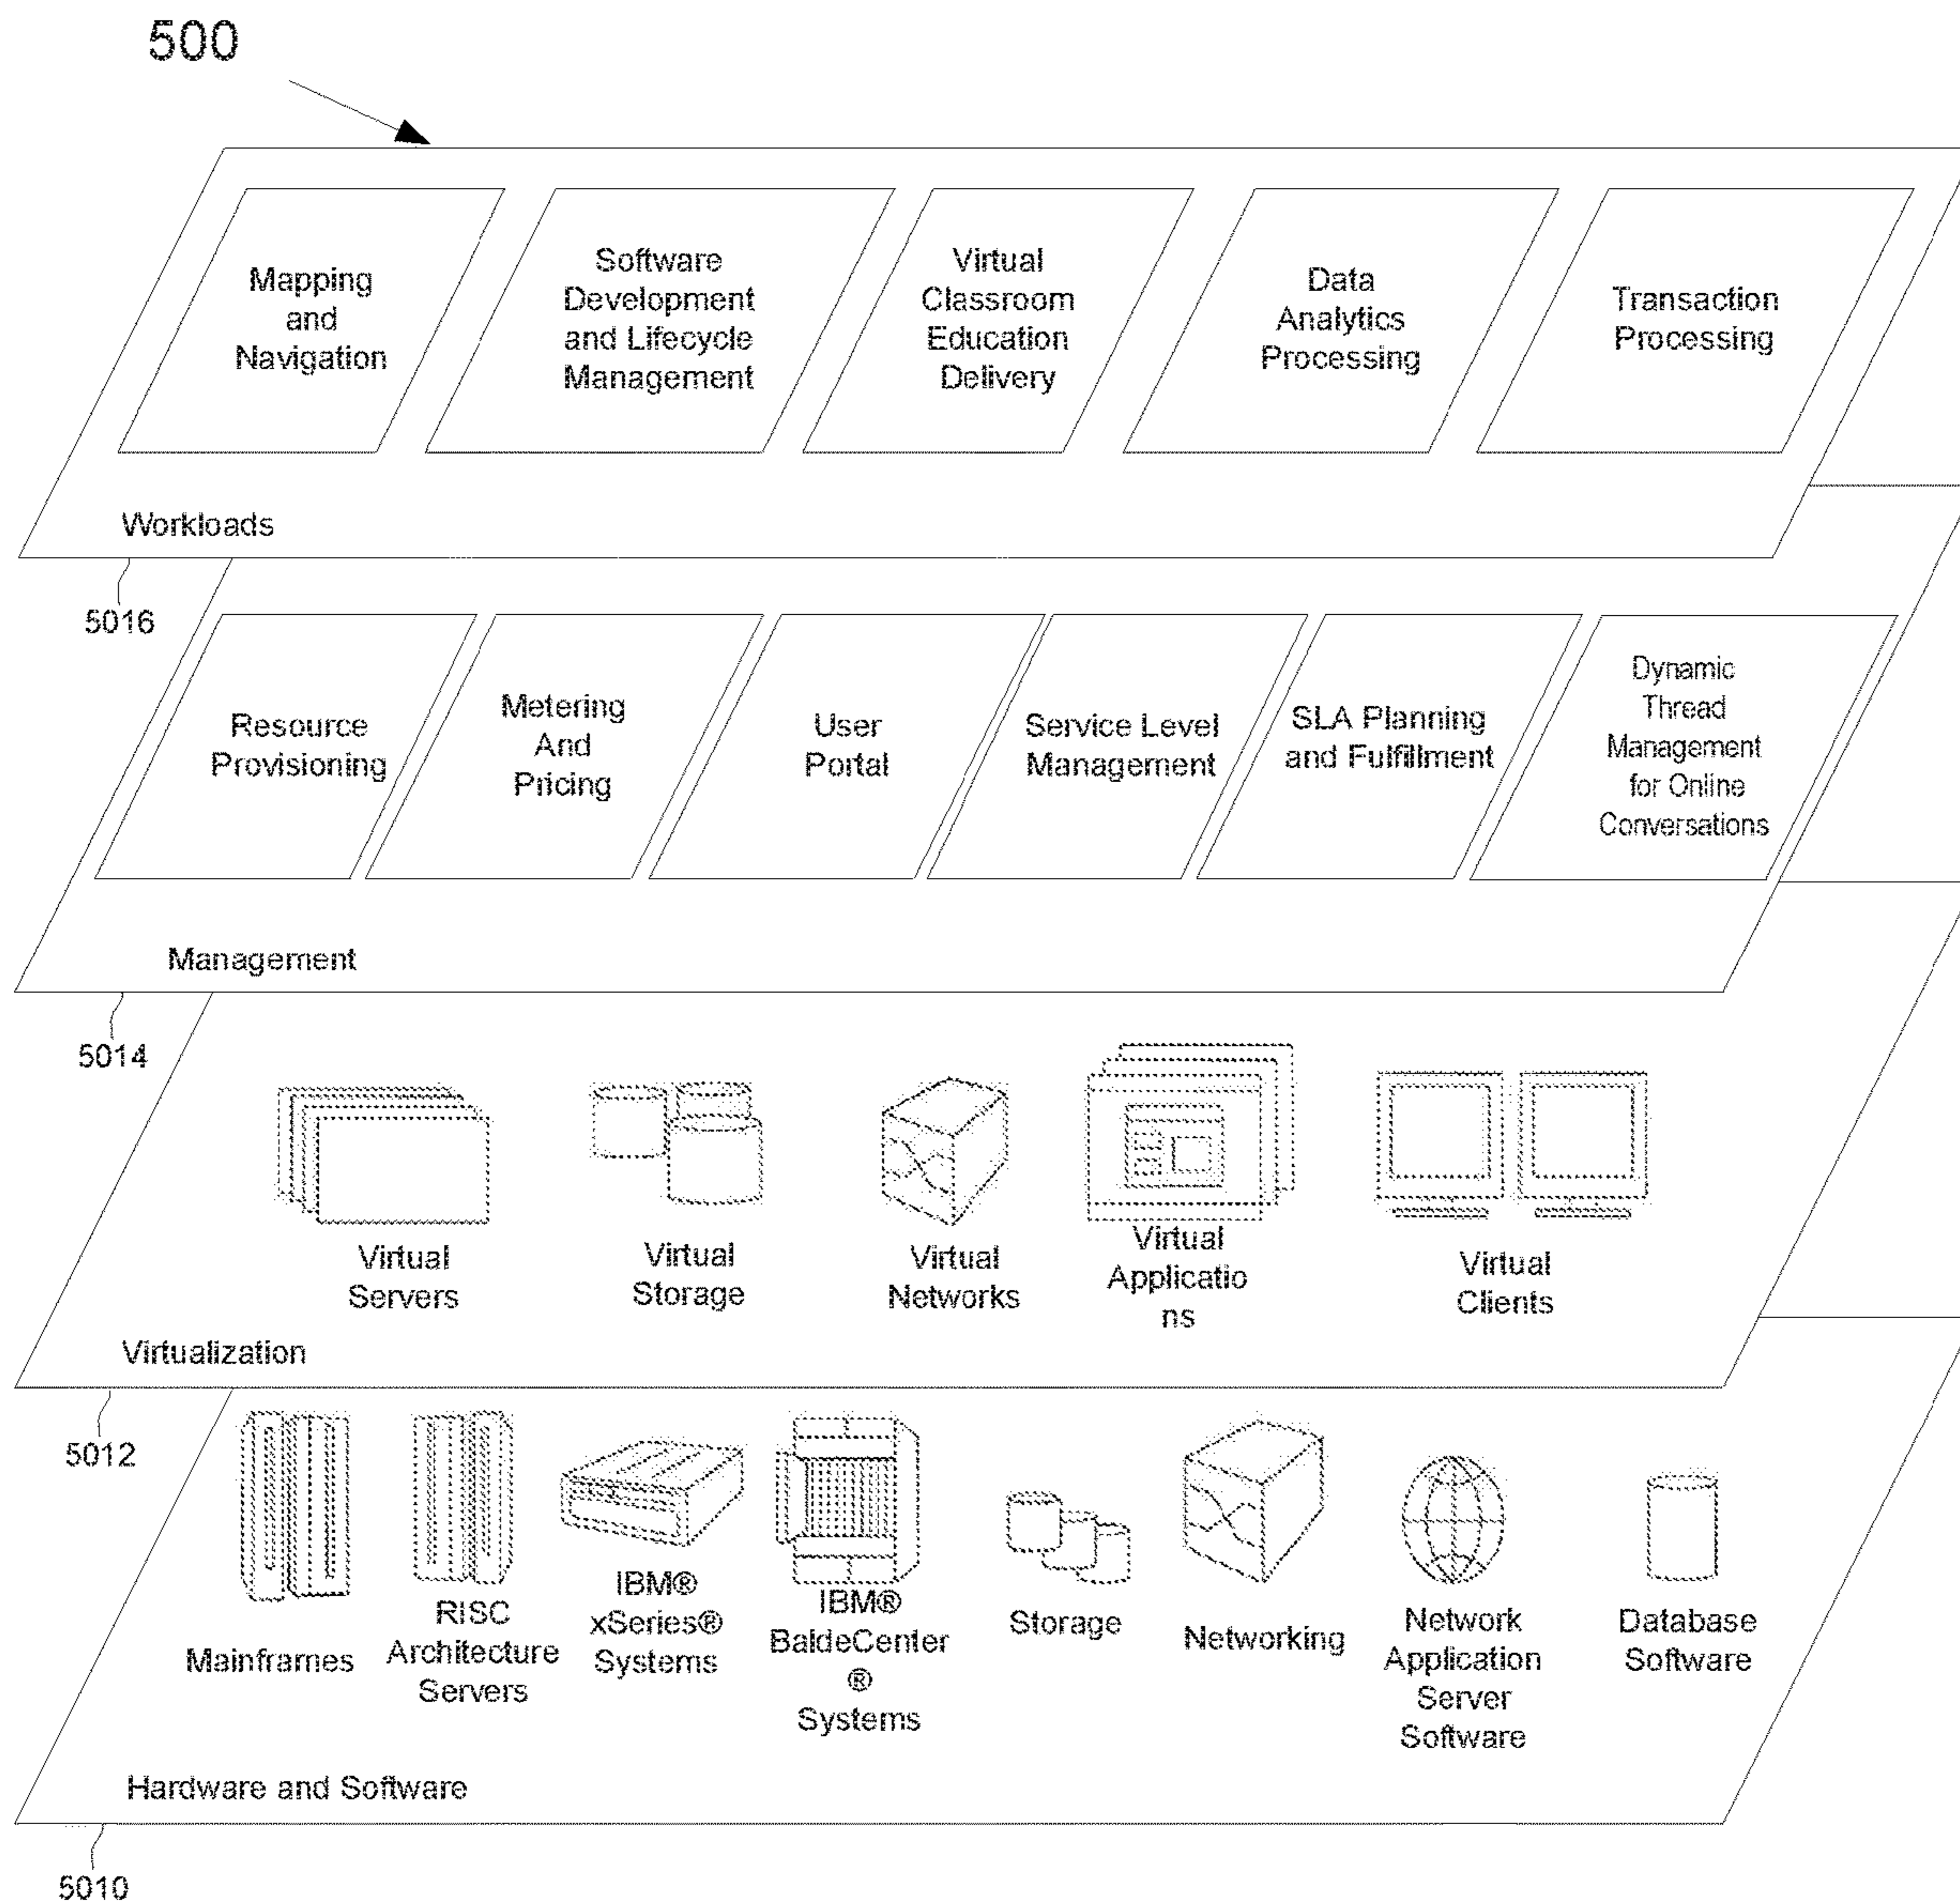 500
Mapping
and
Navigation
Software
Development
and Lifecycle
Management
Virtual
Classroom
Education
Delivery
Data
Analytics
Processing
Transaction
Processing
Workloads
5016
Resource
Provisioning
Metering
And
Pricing
User
Portal
Service Level
Management
SLA Planning
and Fulfillment
Dynamic
Thread
Management
for Online
Conversations
Management
5014
Virtual
Servers
Virtual
Storage
Virtual
Networks
Virtual
Applicatio
ns
Virtual
Clients
Virtualization
5012
Mainframes
RISC
Architecture
Servers
IBM®
xSeries®
Systems
IBM®
BaldeCenter
®
Systems
Storage
Networking
Network
Application
Server
Software
Database
Software
Hardware and Software
5010